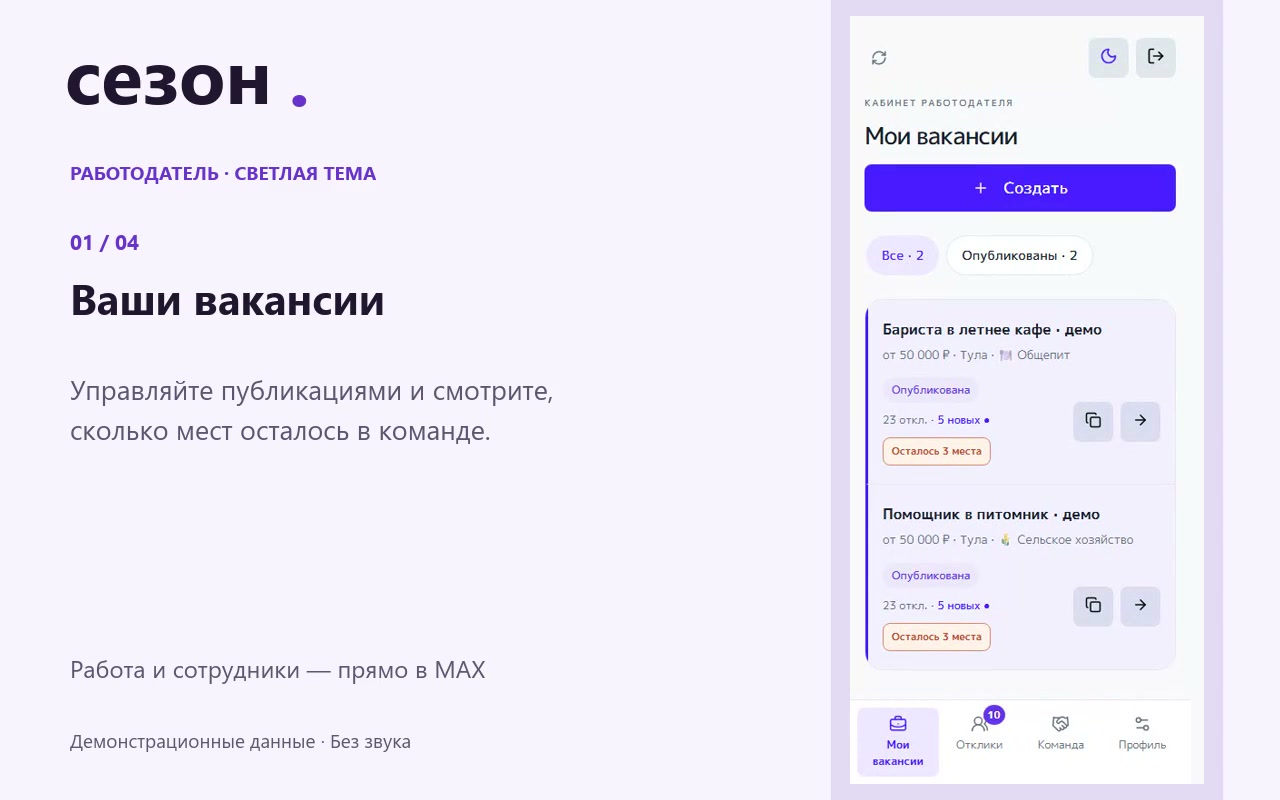 сезон .
РАБОТОДАТЕЛЬ · СВЕТЛАЯ ТЕМА
01 / 04
Ваши вакансии
Управляйте публикациями и смотрите,
сколько мест осталось в команде.
Работа и сотрудники — прямо в MAX
Демонстрационные данные · Без звука
КАБИНЕТ РАБОТОДАТЕЛЯ
Мои вакансии
+ Создать
Все · 2
Опубликованы · 2
Бариста в летнее кафе · демо
от 50 000 ₽ · Тула · 🍽️ Общепит
Опубликована
23 откл. · 5 новых •
Осталось 3 места
Помощник в питомник · демо
от 50 000 ₽ · Тула · 🌾 Сельское хозяйство
Опубликована
23 откл. · 5 новых •
Осталось 3 места
Мои вакансии
10
Отклики
Команда
Профиль